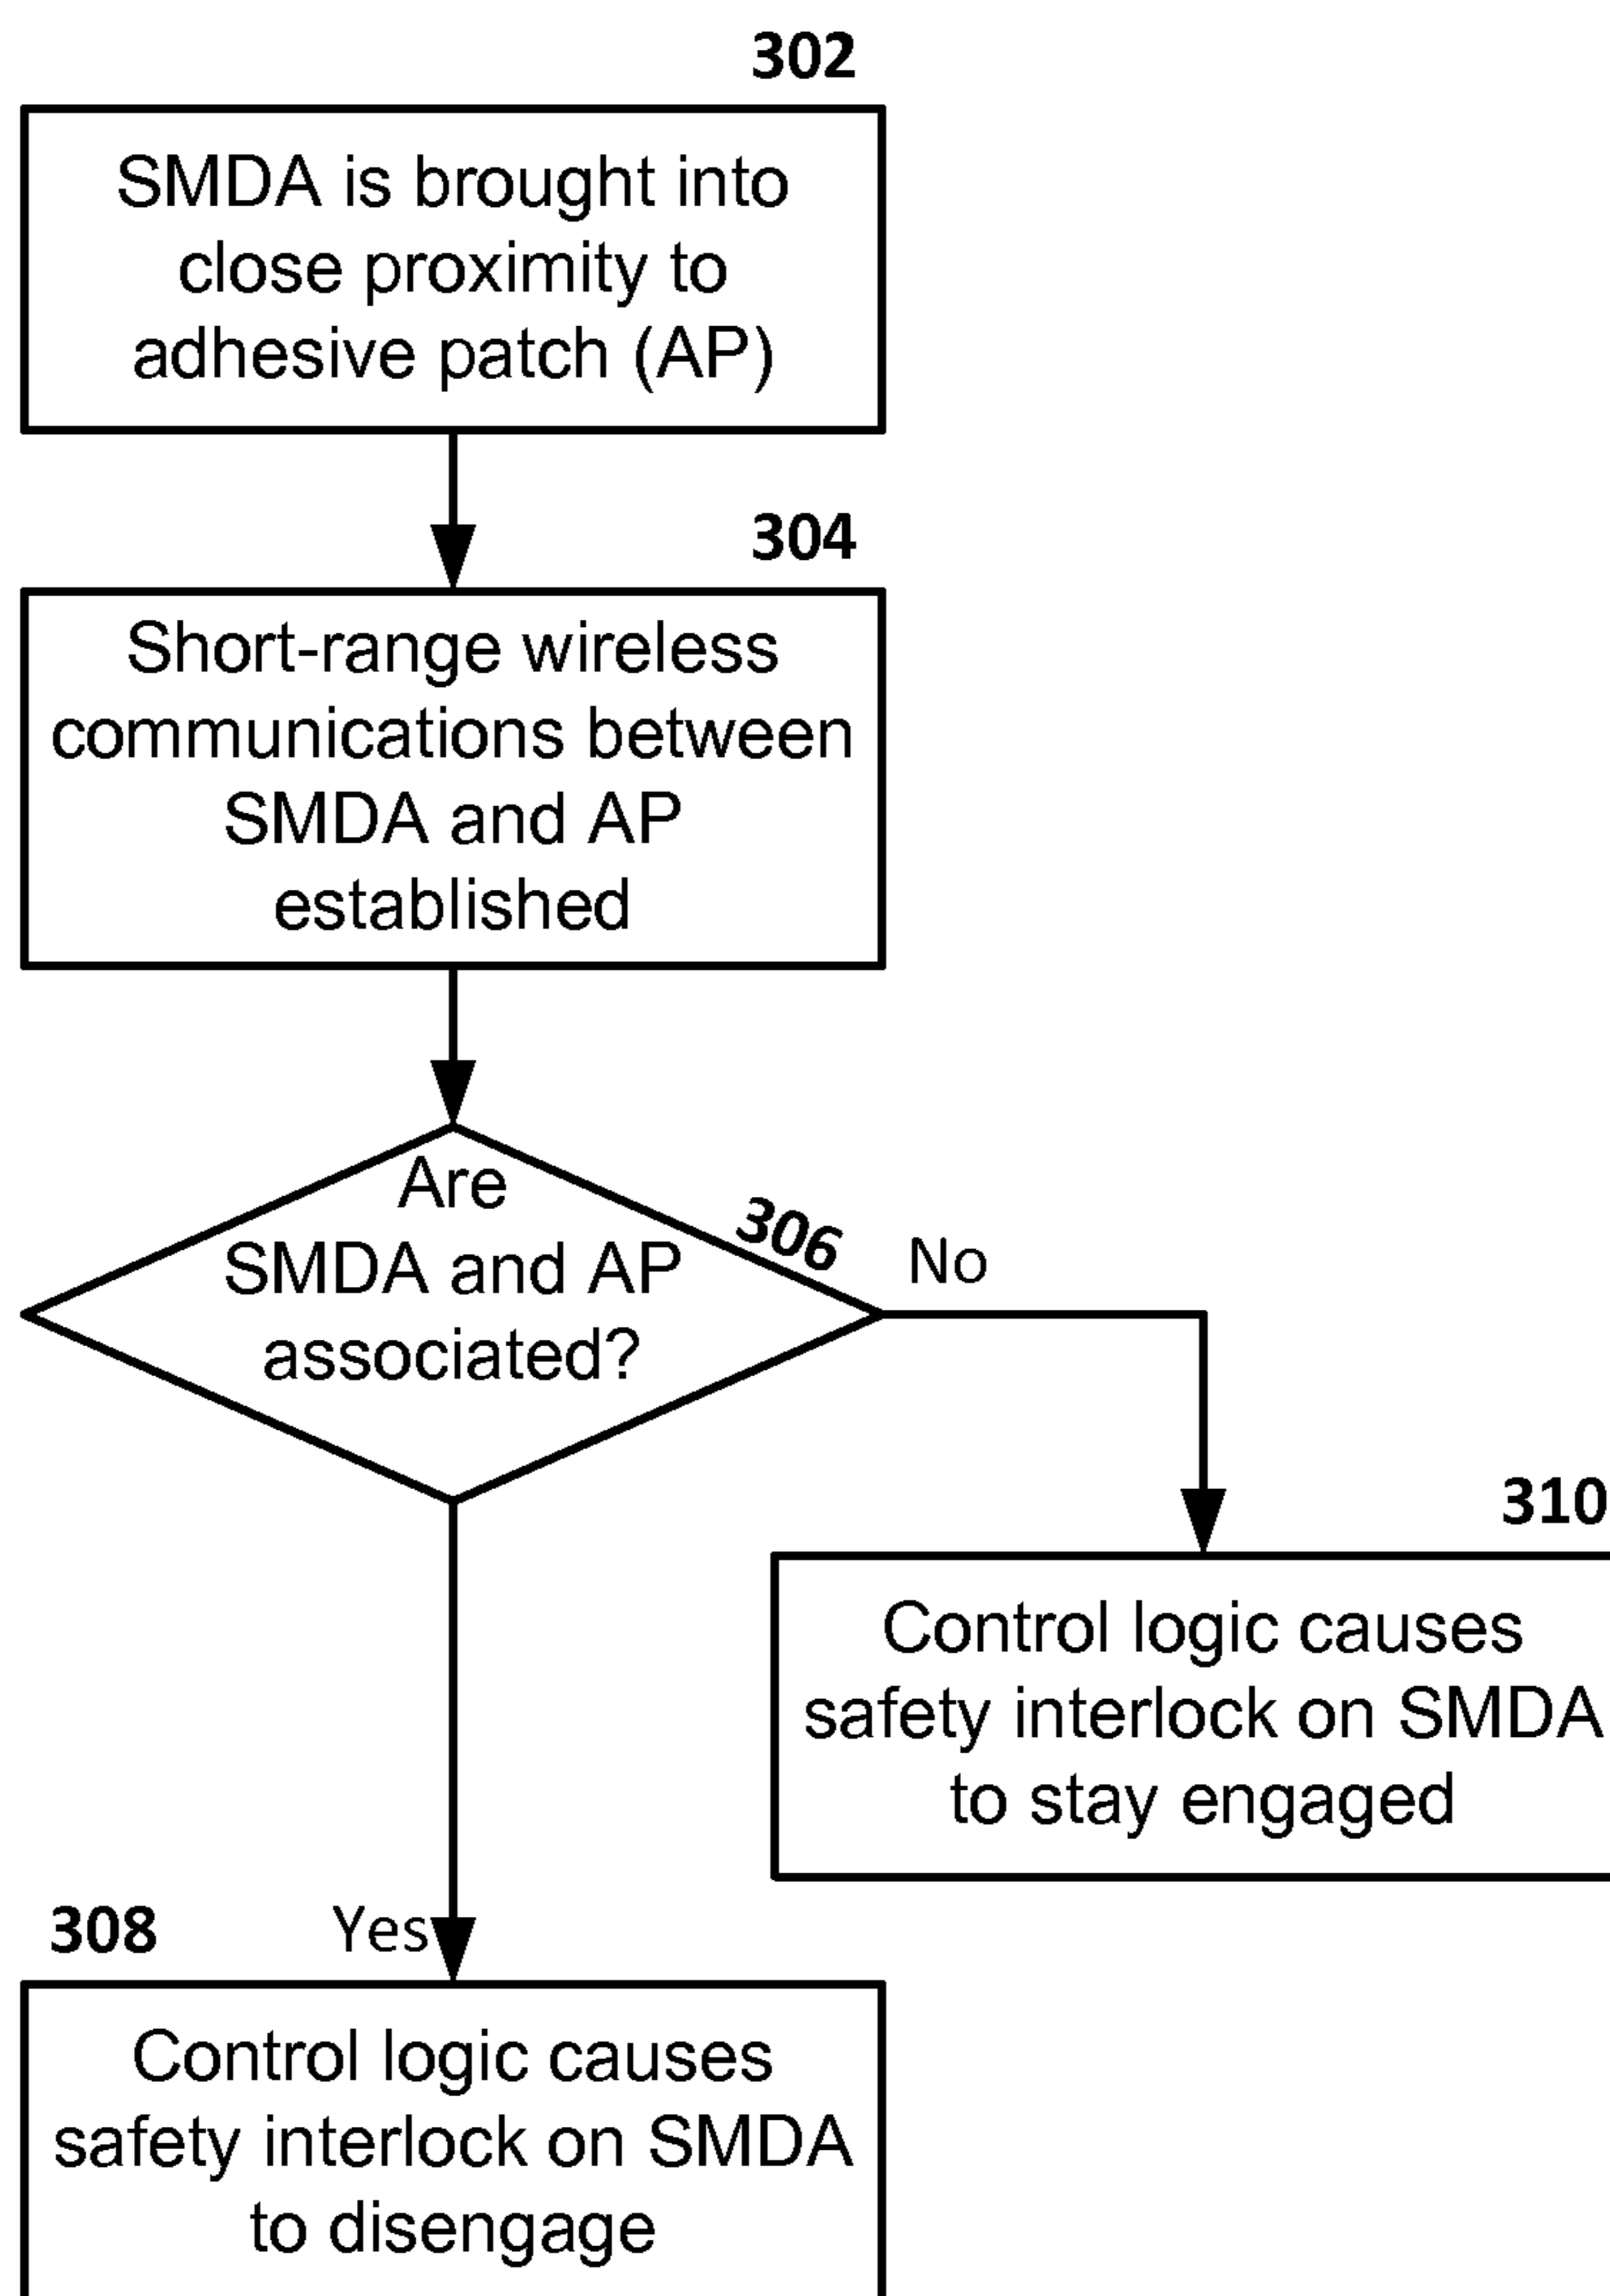 302
SMDA is brought into
close proximity to
adhesive patch (AP)
304
Short-range wireless
communications between
SMDA and AP
established
Are
SMDA and AP
associated?
306
No
310
Control logic causes
safety interlock on SMDA
to stay engaged
308
Yes
Control logic causes
safety interlock on SMDA
to disengage